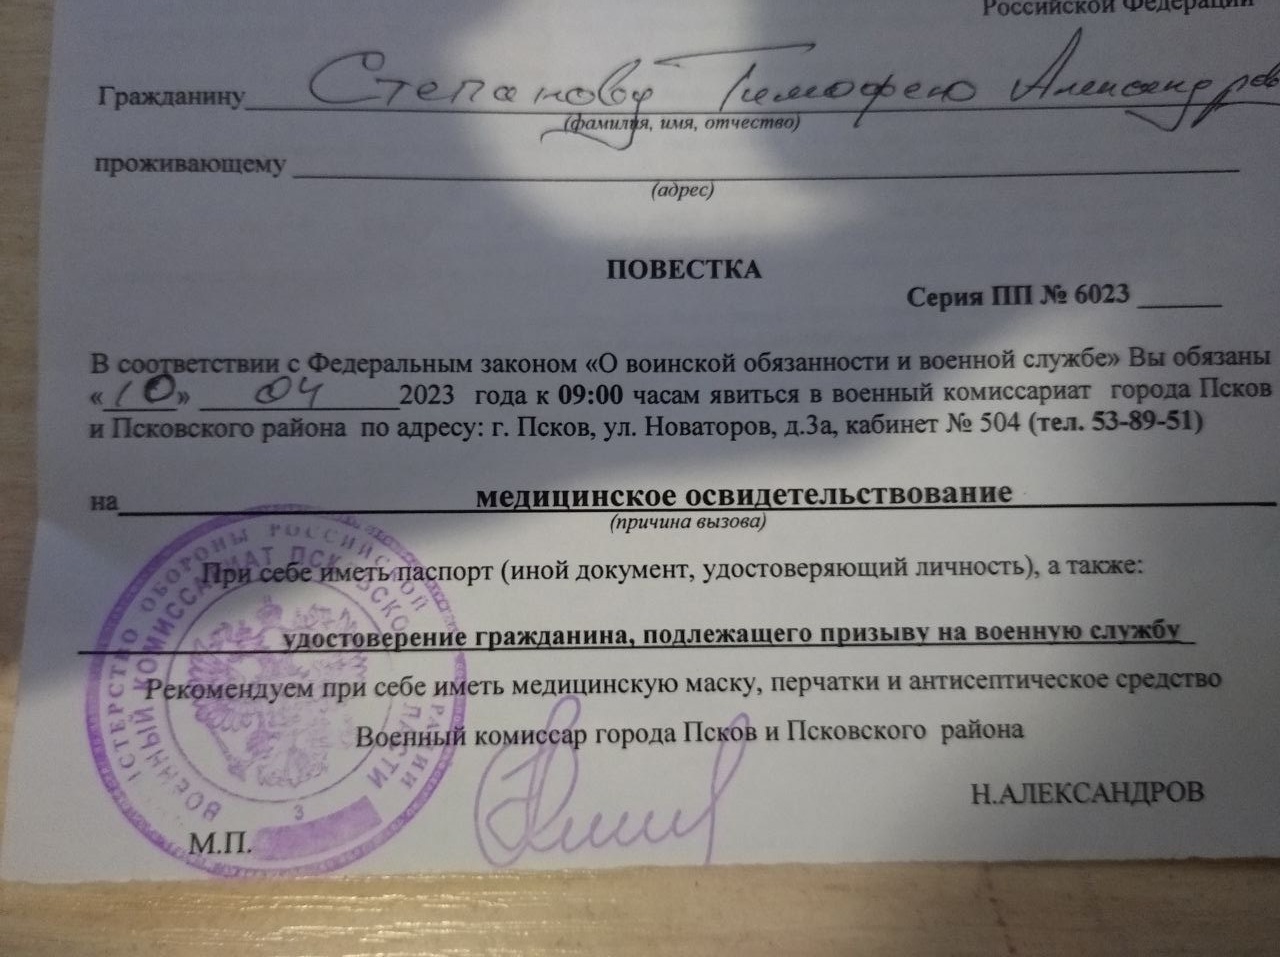 Российской Федерации
Гражданину Степанову Тимофею Александров
(фамилия, имя, отчество)
проживающему
(адрес)
ПОВЕСТКА
Серия ПП № 6023 ______
В соответствии с Федеральным законом «О воинской обязанности и военной службе» Вы обязаны
«10» 04 2023 года к 09:00 часам явиться в военный комиссариат города Псков
и Псковского района по адресу: г. Псков, ул. Новаторов, д.3а, кабинет № 504 (тел. 53-89-51)
на медицинское освидетельствование
(причина вызова)
При себе иметь паспорт (иной документ, удостоверяющий личность), а также:
удостоверение гражданина, подлежащего призыву на военную службу
Рекомендуем при себе иметь медицинскую маску, перчатки и антисептическое средство
Военный комиссар города Псков и Псковского района
Н.АЛЕКСАНДРОВ
М.П.
ИСТЕРСТВО ОБОРОНЫ РОССИЙСКОЙ ЕРАЦИИ
ВОЕННЫЙ КОМИССАРИАТ ПСКОВСКОЙ ЛАСТИ
3